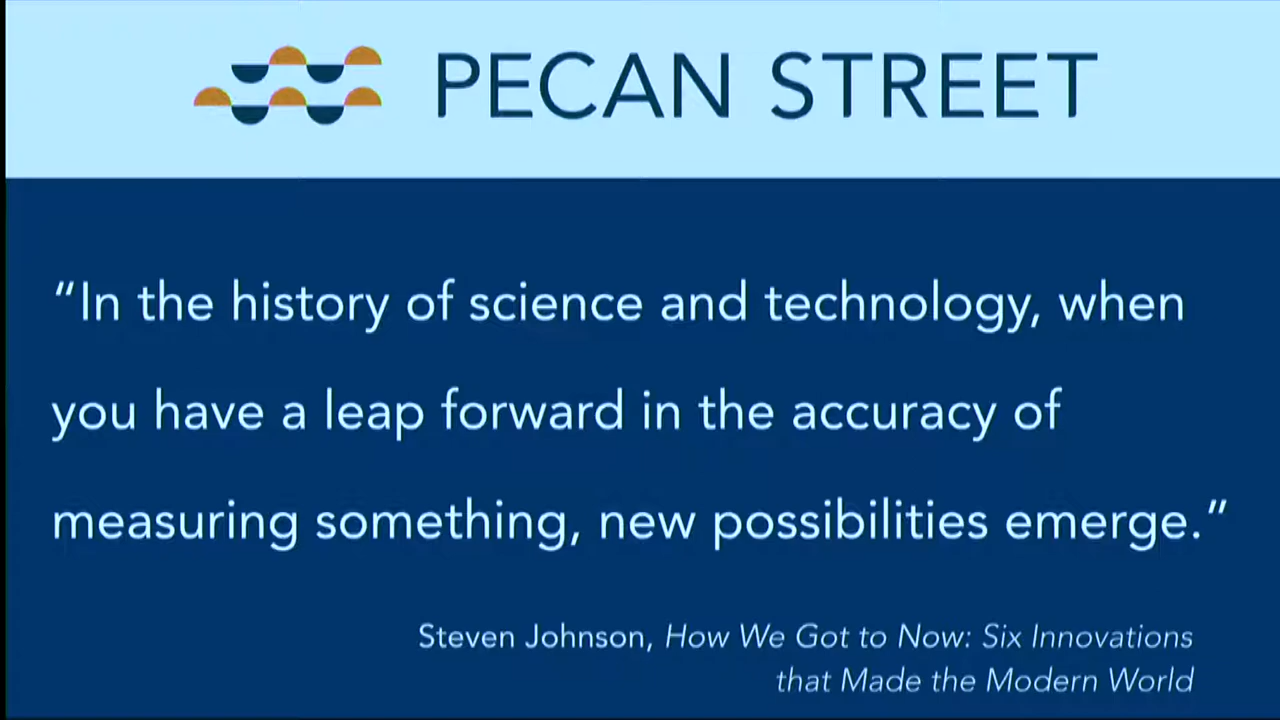 PECAN STREET
“In the history of science and technology, when
you have a leap forward in the accuracy of
measuring something, new possibilities emerge.”
Steven Johnson, How We Got to Now: Six Innovations
that Made the Modern World